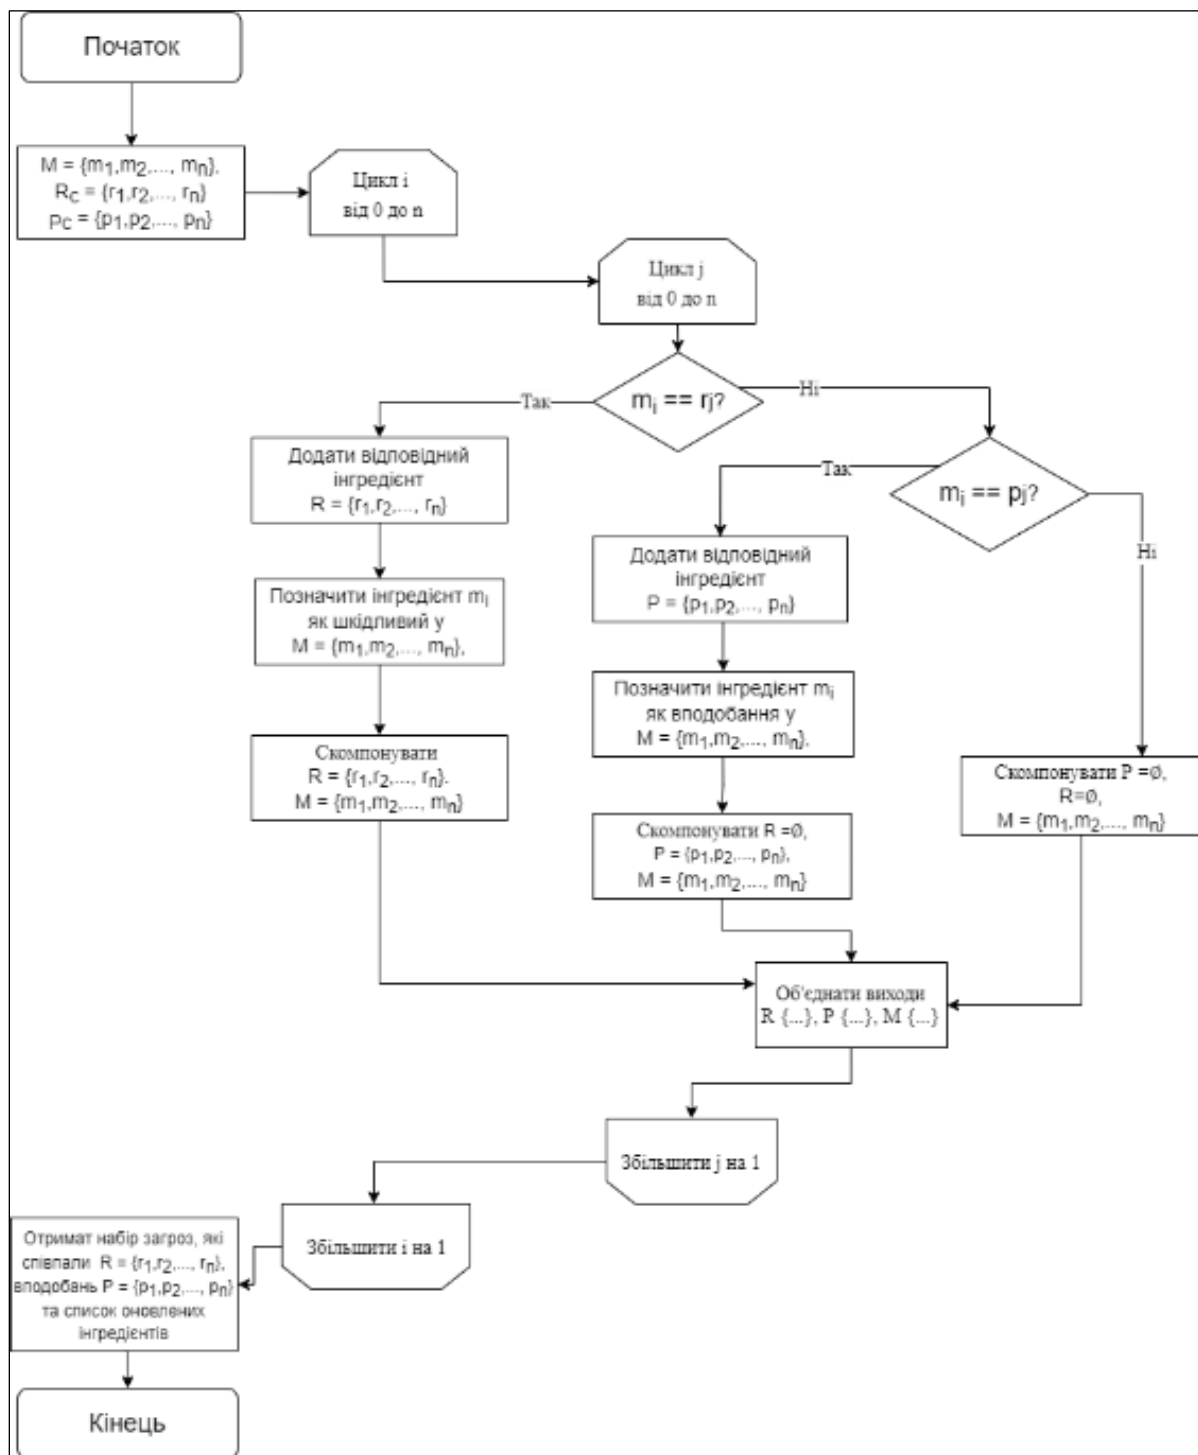 Початок
M = {m₁,m₂,..., mₙ},
R_C = {r₁,r₂,..., rₙ}
p_C = {p₁,p₂,..., pₙ}
Цикл i
від 0 до n
Цикл j
від 0 до n
mᵢ == rⱼ?
Так
Ні
Додати відповідний
інгредієнт
R = {r₁,r₂,..., rₙ}
mᵢ == pⱼ?
Так
Ні
Додати відповідний
інгредієнт
P = {p₁,p₂,..., pₙ}
Позначити інгредієнт mᵢ
як шкідливий у
M = {m₁,m₂,..., mₙ},
Позначити інгредієнт mᵢ
як вподобання у
M = {m₁,m₂,..., mₙ},
Скомпонувати
R = {r₁,r₂,..., rₙ}.
M = {m₁,m₂,..., mₙ}
Скомпонувати P =∅,
R=∅,
M = {m₁,m₂,..., mₙ}
Скомпонувати R =∅,
P = {p₁,p₂,..., pₙ},
M = {m₁,m₂,..., mₙ}
Об'єднати виходи
R {...}, P {...}, M {...}
Збільшити j на 1
Збільшити i на 1
Отримат набір загроз, які
співпали R = {r₁,r₂,..., rₙ},
вподобань P = {p₁,p₂,..., pₙ}
та список оновлених
інгредієнтів
Кінець